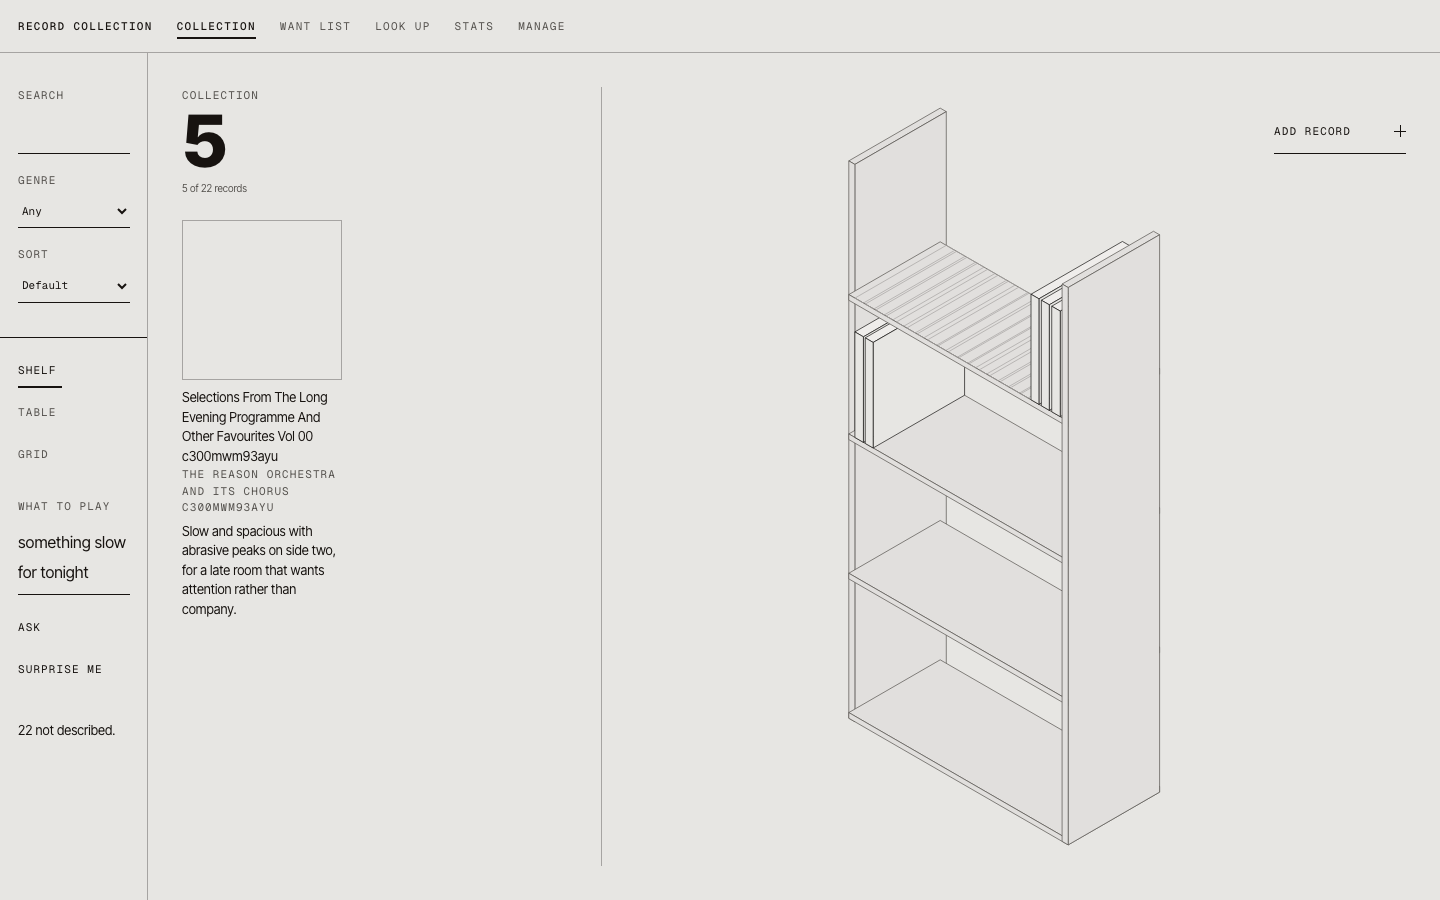 RECORD COLLECTION
COLLECTION
WANT LIST
LOOK UP
STATS
MANAGE
SEARCH
GENRE
Any
SORT
Default
SHELF
TABLE
GRID
WHAT TO PLAY
something slow
for tonight
ASK
SURPRISE ME
22 not described.
COLLECTION
5
5 of 22 records
Selections From The Long
Evening Programme And
Other Favourites Vol 00
c300mwm93ayu
THE REASON ORCHESTRA
AND ITS CHORUS
C300MWM93AYU
Slow and spacious with
abrasive peaks on side two,
for a late room that wants
attention rather than
company.
ADD RECORD